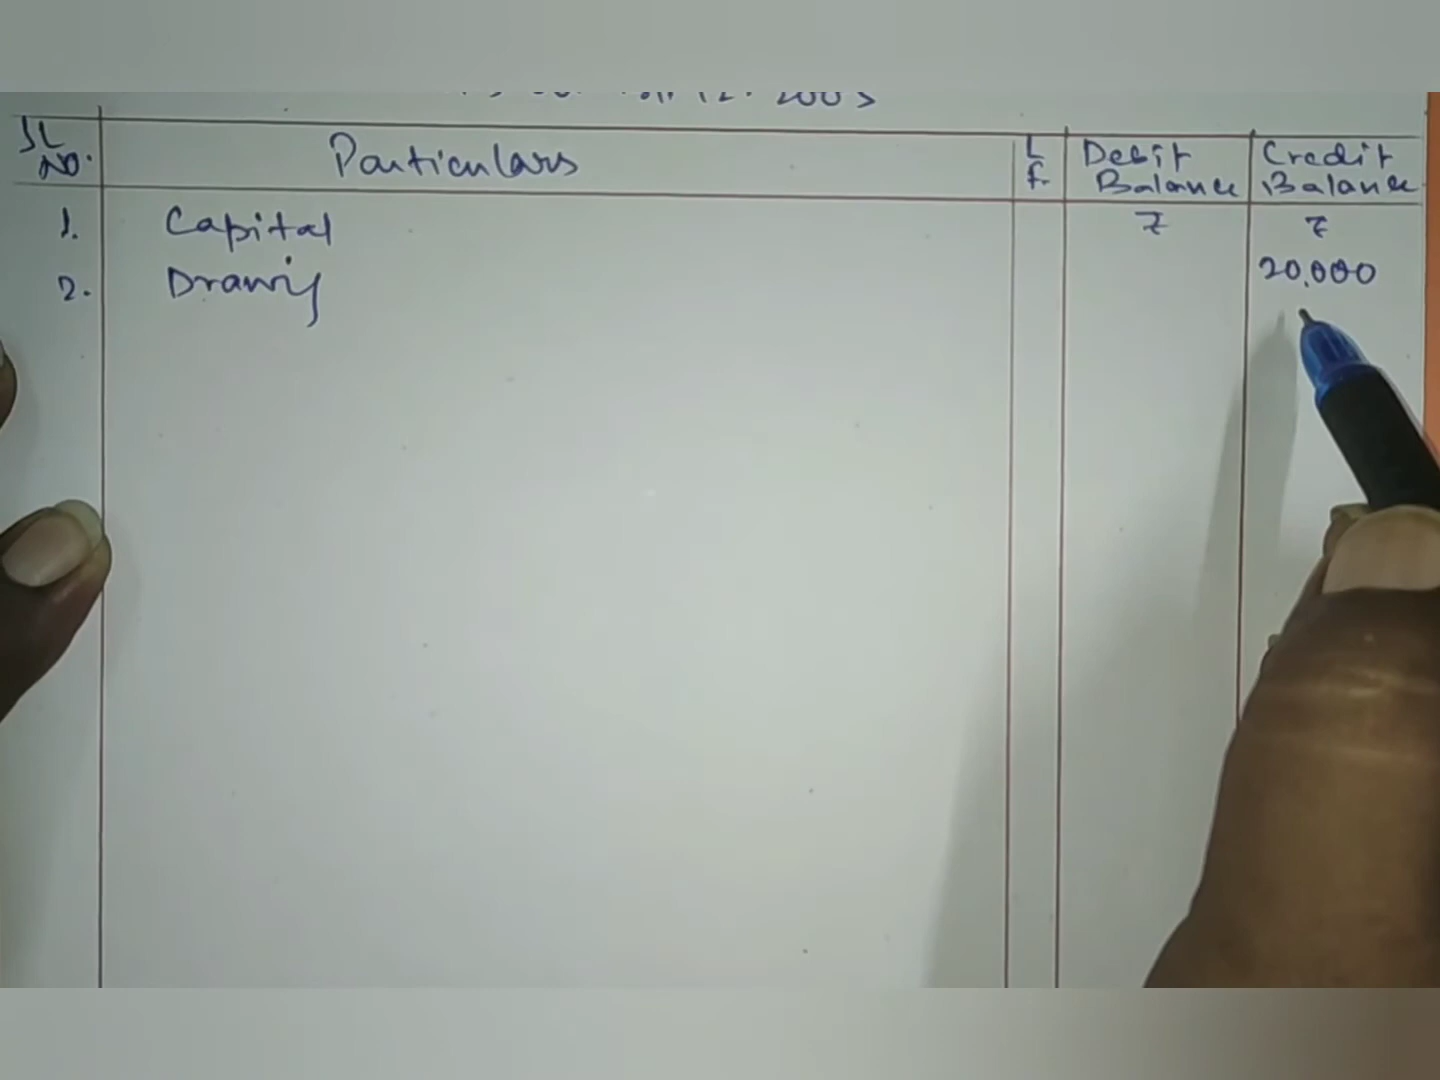 SL No. Particulars L F. Debit Balance Credit Balance
1. Capital ₹ ₹
20,000
2. Drawing